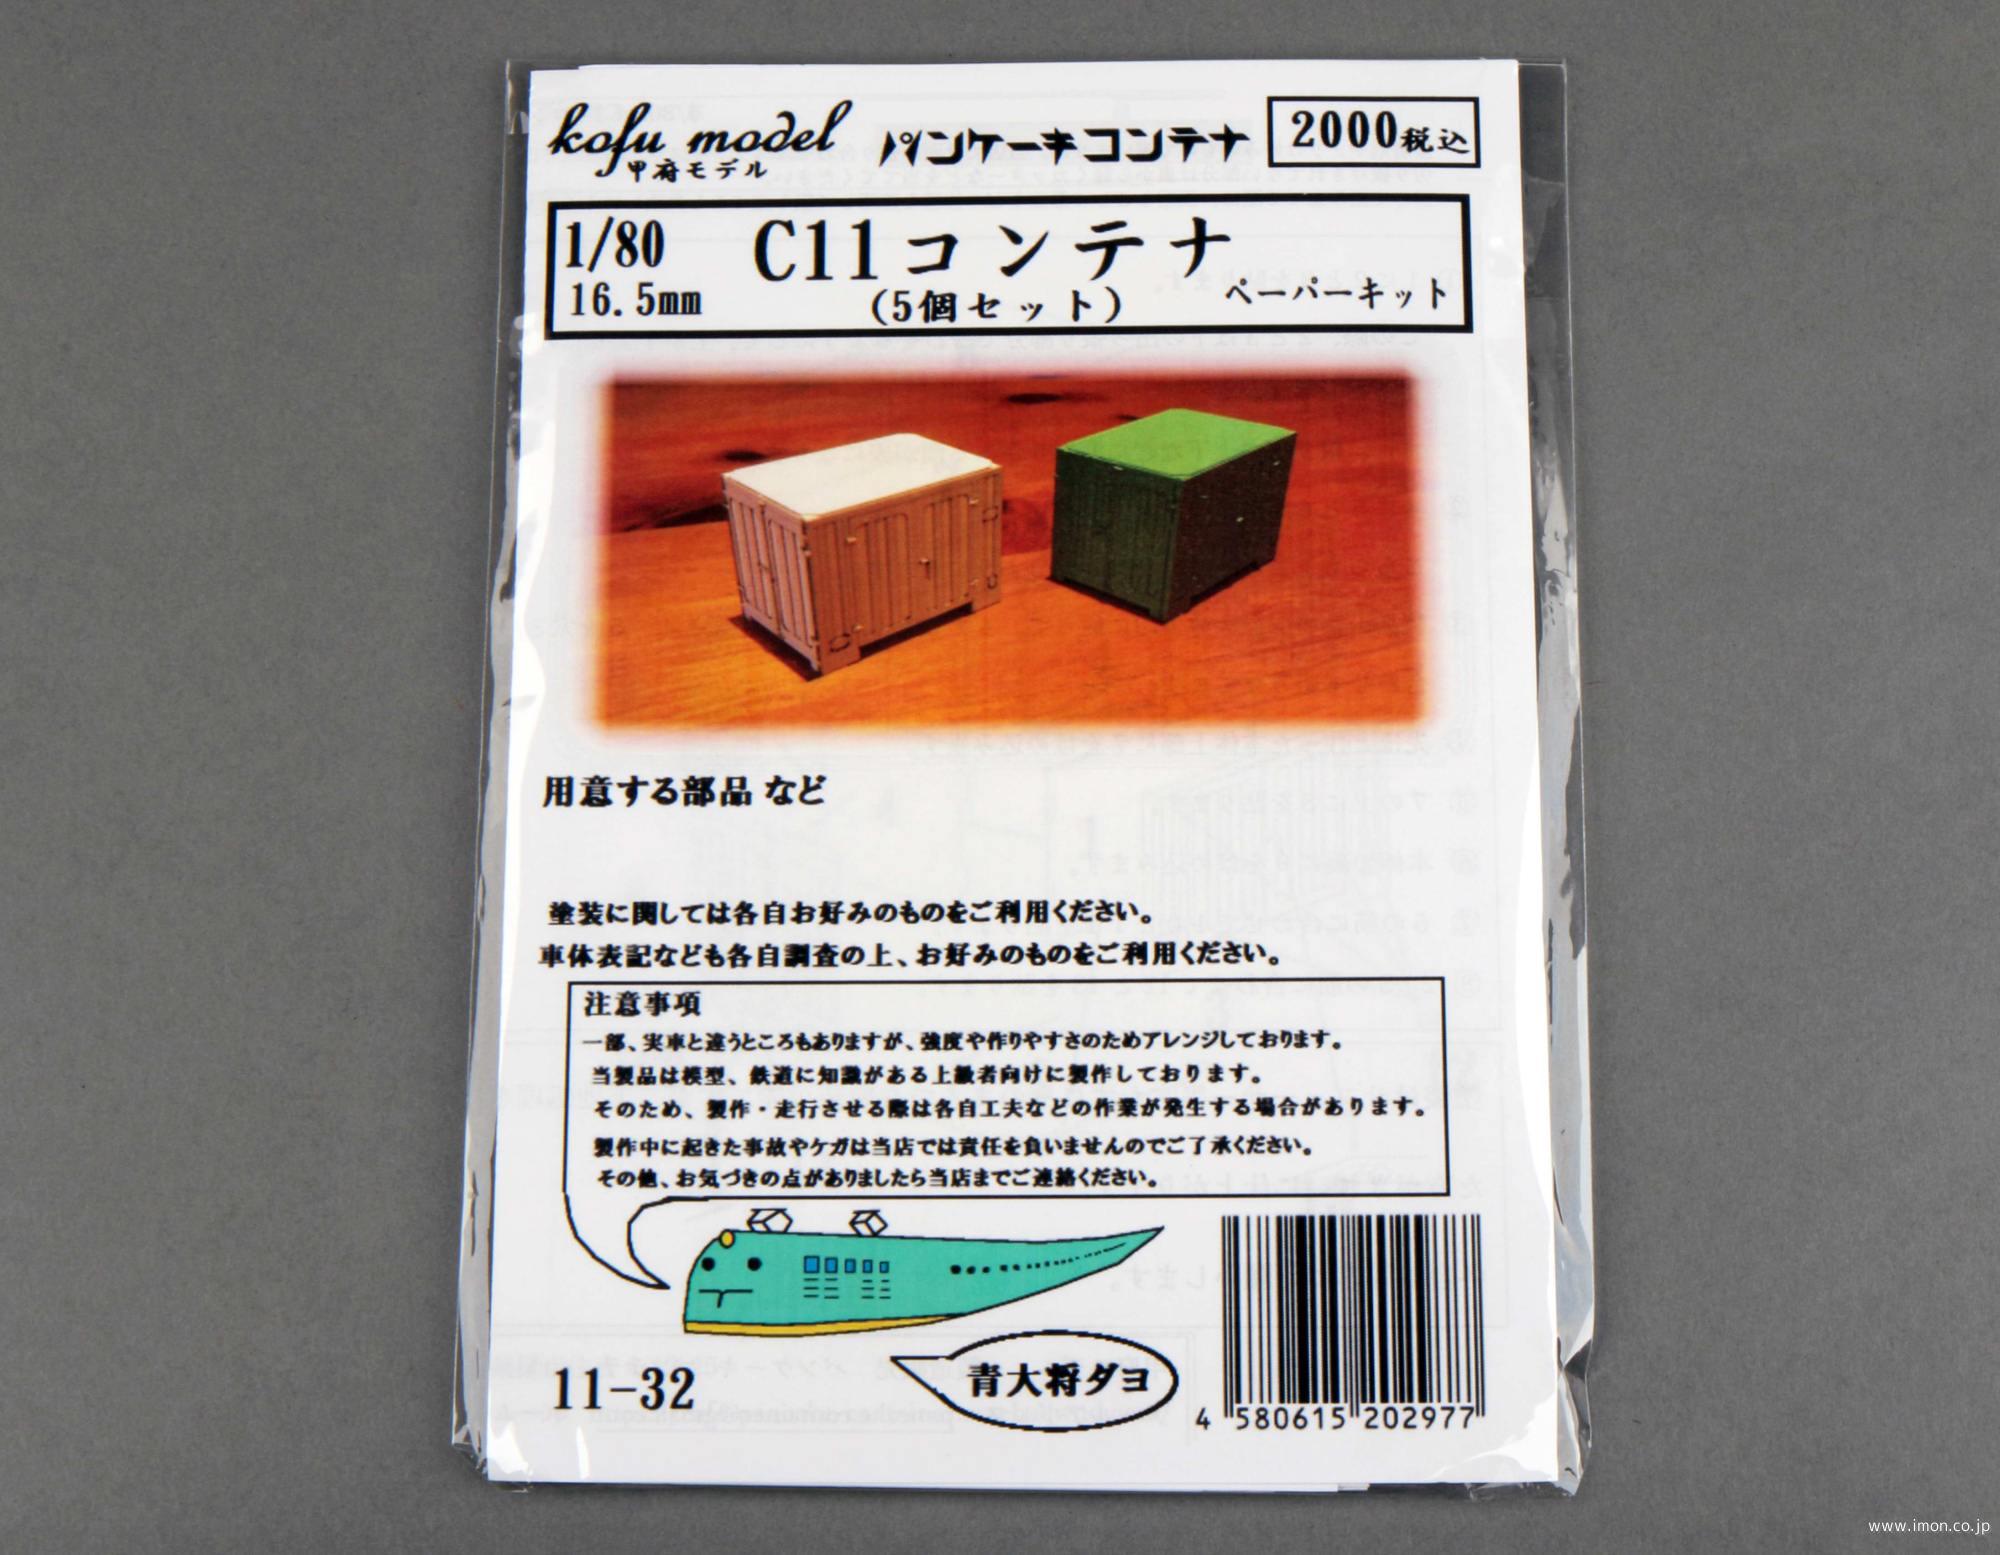 kofu model
甲府モデル
パンケーキコンテナ
2000税込
1/80
16.5mm
C11コンテナ
(5個セット)
ペーパーキット
用意する部品 など
塗装に関しては各自お好みのものをご利用ください。
車体表記なども各自調査の上、お好みのものをご利用ください。
注意事項
一部、実車と違うところもありますが、強度や作りやすさのためアレンジしております。
当製品は模型、鉄道に知識がある上級者向けに製作しております。
そのため、製作・走行させる際は各自工夫などの作業が発生する場合があります。
製作中に起きた事故やケガは当店では責任を負いませんのでご了承ください。
その他、お気づきの点がありましたら当店までご連絡ください。
青大将ダヨ
11-32
4 580615 202977
www.imon.co.jp